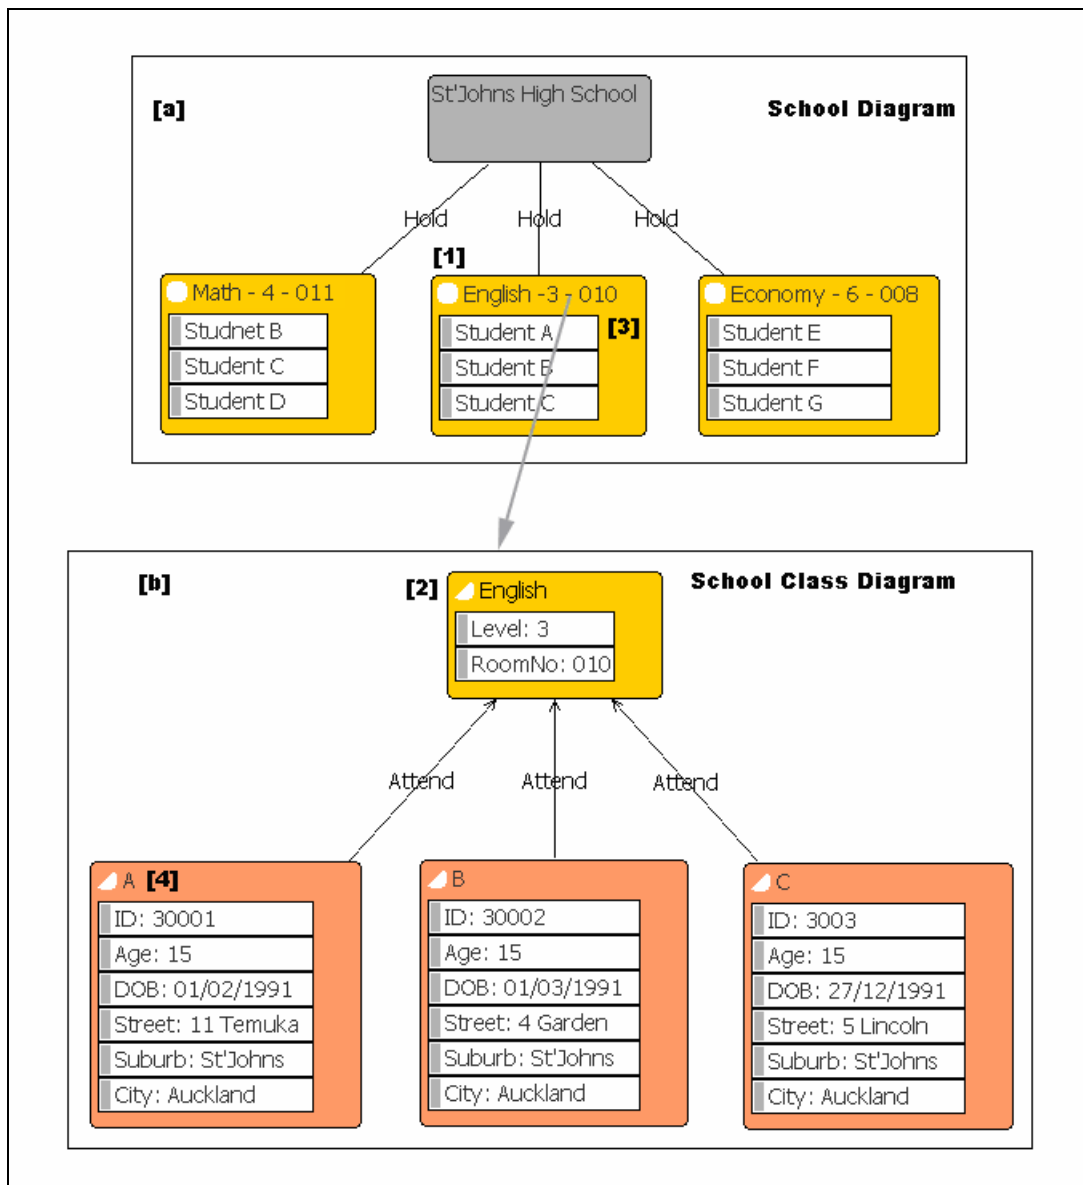 [a]
St'Johns High School
School Diagram
Hold
Hold
Hold
[1]
Math - 4 - 011
Studnet B
Student C
Student D
English -3 - 010
[3]
Student A
Student B
Student C
Economy - 6 - 008
Student E
Student F
Student G
[b]
[2]
English
School Class Diagram
Level: 3
RoomNo: 010
Attend
Attend
Attend
A
[4]
ID: 30001
Age: 15
DOB: 01/02/1991
Street: 11 Temuka
Suburb: St'Johns
City: Auckland
B
ID: 30002
Age: 15
DOB: 01/03/1991
Street: 4 Garden
Suburb: St'Johns
City: Auckland
C
ID: 3003
Age: 15
DOB: 27/12/1991
Street: 5 Lincoln
Suburb: St'Johns
City: Auckland